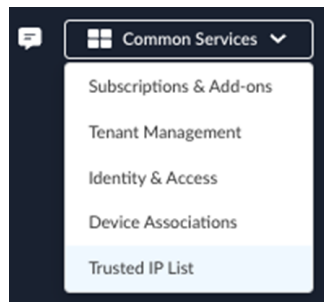 Common Services
Subscriptions & Add-ons
Tenant Management
Identity & Access
Device Associations
Trusted IP List